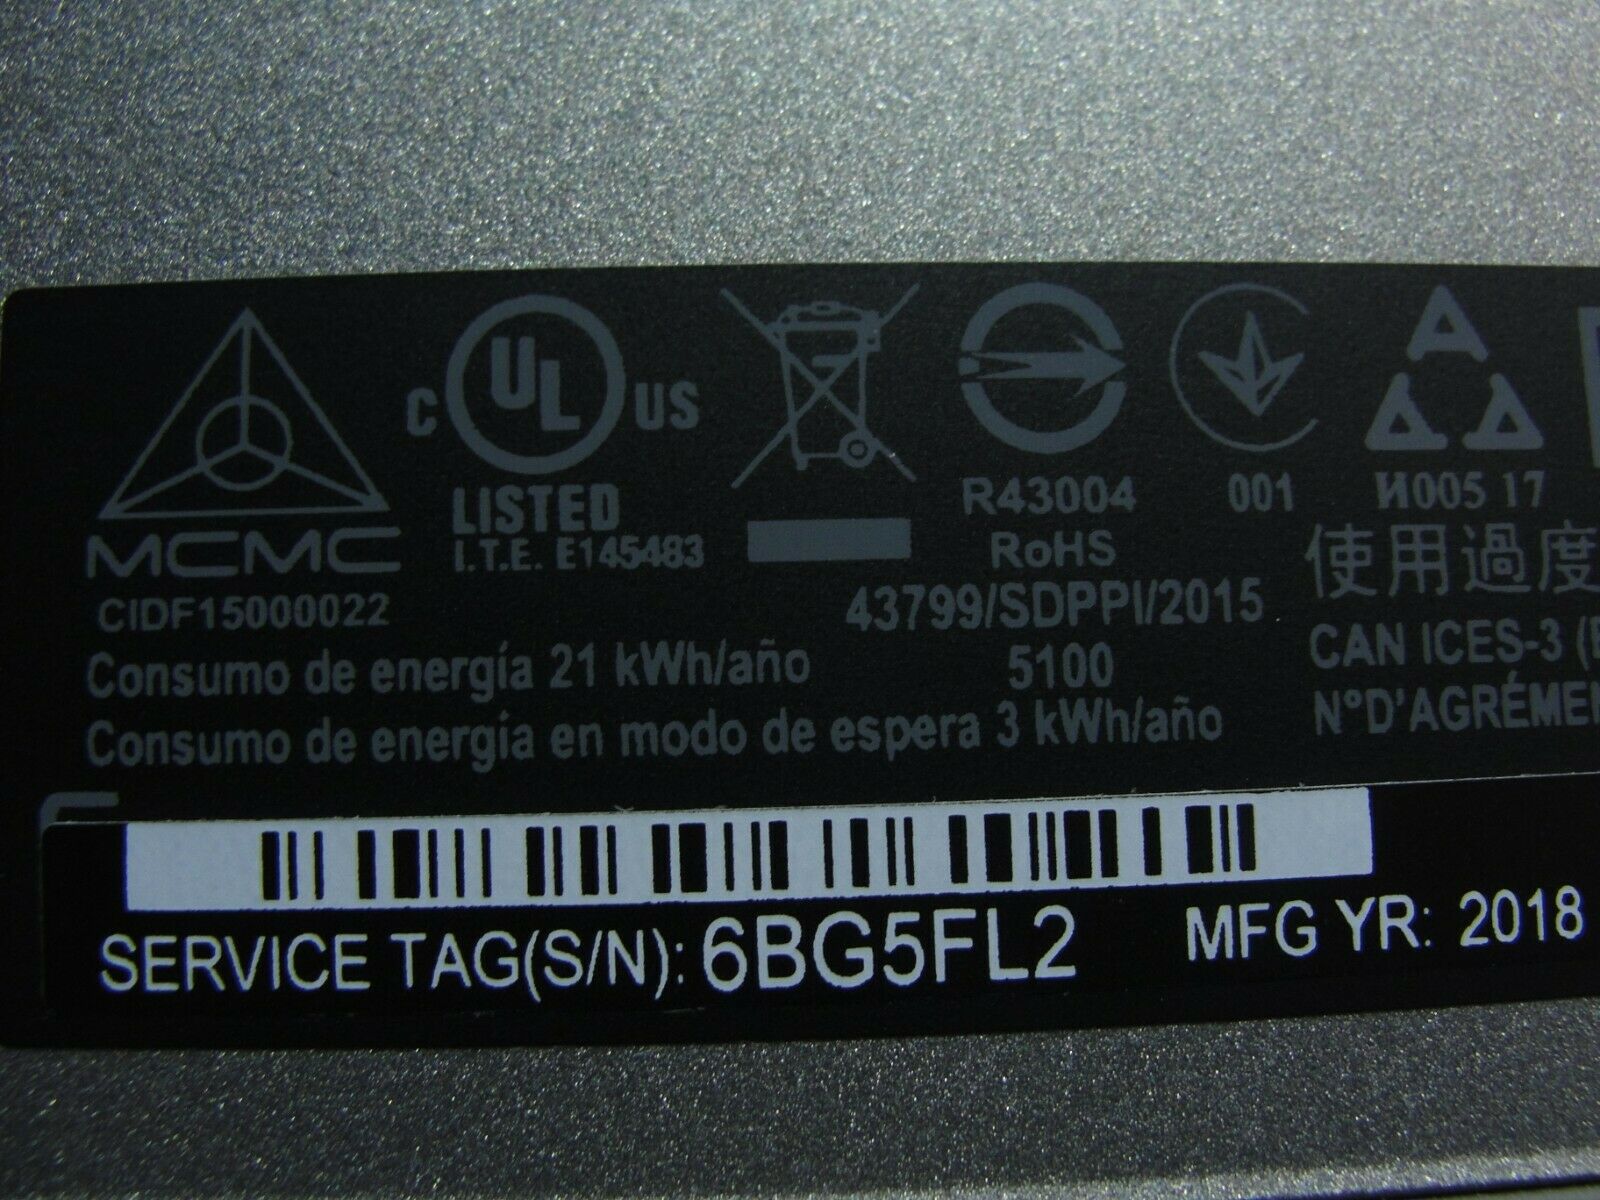 C UL US
LISTED
I.T.E. E145483
MCMC
CIDF15000022
R43004
RoHS
43799/SDPPI/2015
5100
001
И005 17
使用過度
CAN ICES-3
N°D'AGRÉMEN
Consumo de energía 21 kWh/año
Consumo de energía en modo de espera 3 kWh/año
SERVICE TAG(S/N): 6BG5FL2 MFG YR: 2018